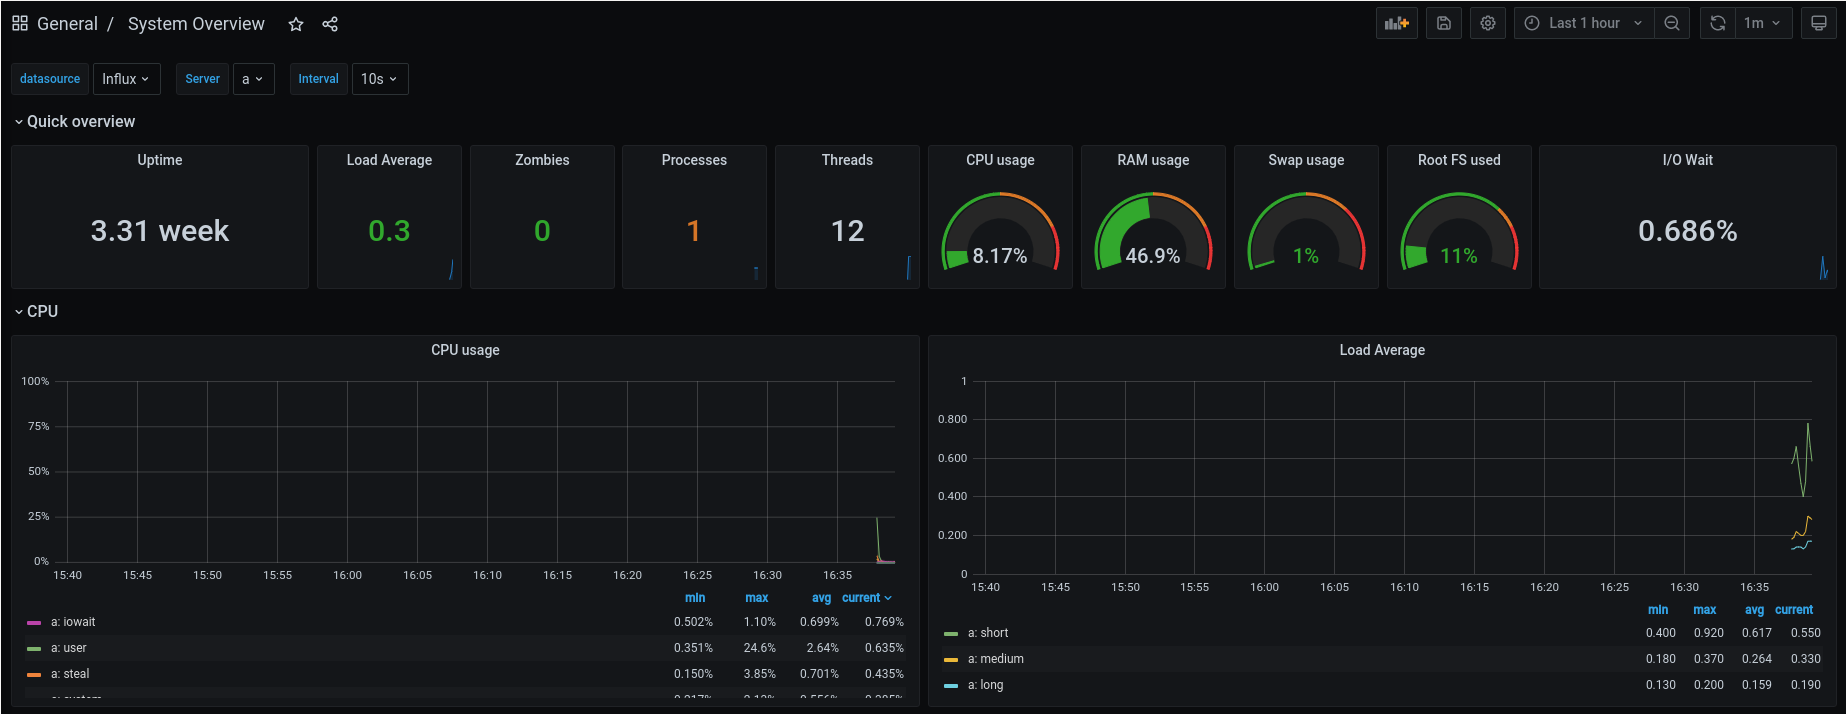 General / System Overview Last 1 hour 1m
datasource Influx Server a Interval 10s
Quick overview
Uptime Load Average Zombies Processes Threads CPU usage RAM usage Swap usage Root FS used I/O Wait
3.31 week 0.3 0 1 12 8.17% 46.9% 1% 11% 0.686%
CPU
CPU usage
100%
75%
50%
25%
0%
15:40 15:45 15:50 15:55 16:00 16:05 16:10 16:15 16:20 16:25 16:30 16:35
min max avg current
a: iowait 0.502% 1.10% 0.699% 0.769%
a: user 0.351% 24.6% 2.64% 0.635%
a: steal 0.150% 3.85% 0.701% 0.435%
Load Average
1
0.800
0.600
0.400
0.200
0
15:40 15:45 15:50 15:55 16:00 16:05 16:10 16:15 16:20 16:25 16:30 16:35
min max avg current
a: short 0.400 0.920 0.617 0.550
a: medium 0.180 0.370 0.264 0.330
a: long 0.130 0.200 0.159 0.190